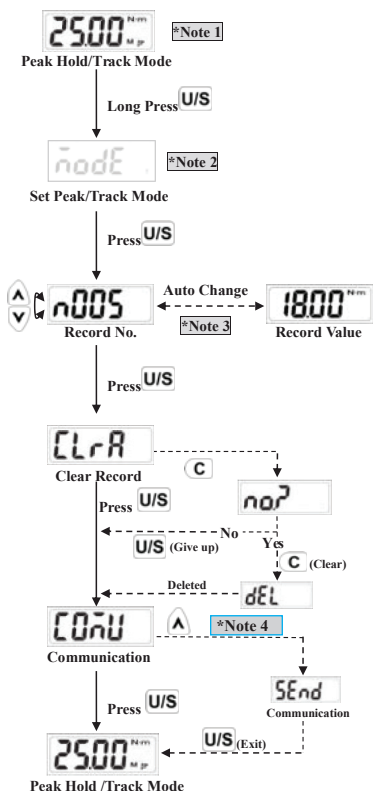 25.00 N·m *Note 1
Peak Hold/Track Mode
Long Press U/S
modE *Note 2
Set Peak/Track Mode
Press U/S
n005 Auto Change 18.00 N·m
*Note 3
Record No. Record Value
Press U/S
CLrA
Clear Record C
no?
Press U/S
No Yes
U/S (Give up)
C (Clear)
Deleted dEL
COmU *Note 4
Communication
SEnd
Communication
Press U/S
U/S (Exit)
25.00 N·m
Peak Hold /Track Mode